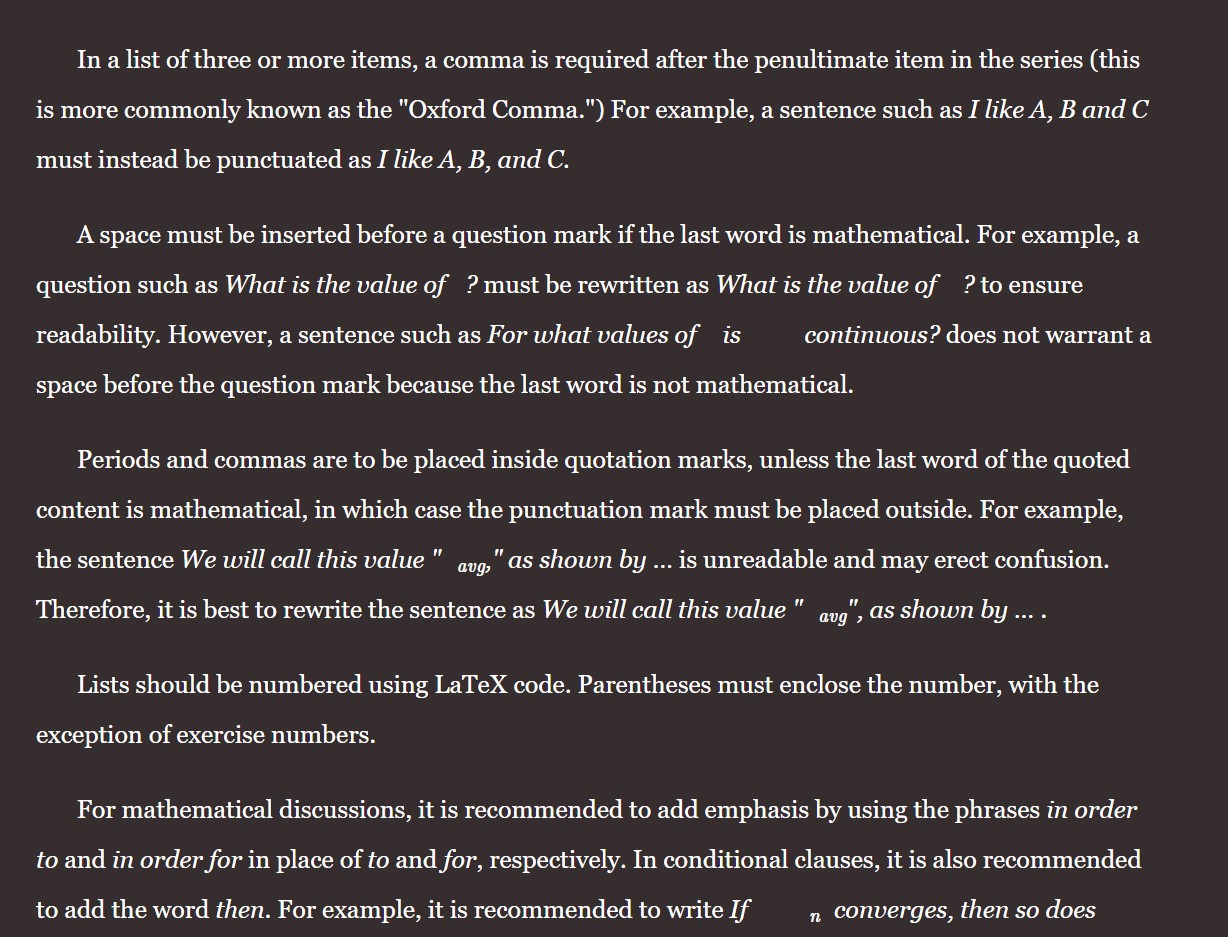 In a list of three or more items, a comma is required after the penultimate item in the series (this
is more commonly known as the "Oxford Comma.") For example, a sentence such as I like A, B and C
must instead be punctuated as I like A, B, and C.
A space must be inserted before a question mark if the last word is mathematical. For example, a
question such as What is the value of ? must be rewritten as What is the value of ? to ensure
readability. However, a sentence such as For what values of is continuous? does not warrant a
space before the question mark because the last word is not mathematical.
Periods and commas are to be placed inside quotation marks, unless the last word of the quoted
content is mathematical, in which case the punctuation mark must be placed outside. For example,
the sentence We will call this value " avg," as shown by ... is unreadable and may erect confusion.
Therefore, it is best to rewrite the sentence as We will call this value " avg", as shown by ... .
Lists should be numbered using LaTeX code. Parentheses must enclose the number, with the
exception of exercise numbers.
For mathematical discussions, it is recommended to add emphasis by using the phrases in order
to and in order for in place of to and for, respectively. In conditional clauses, it is also recommended
to add the word then. For example, it is recommended to write If n converges, then so does